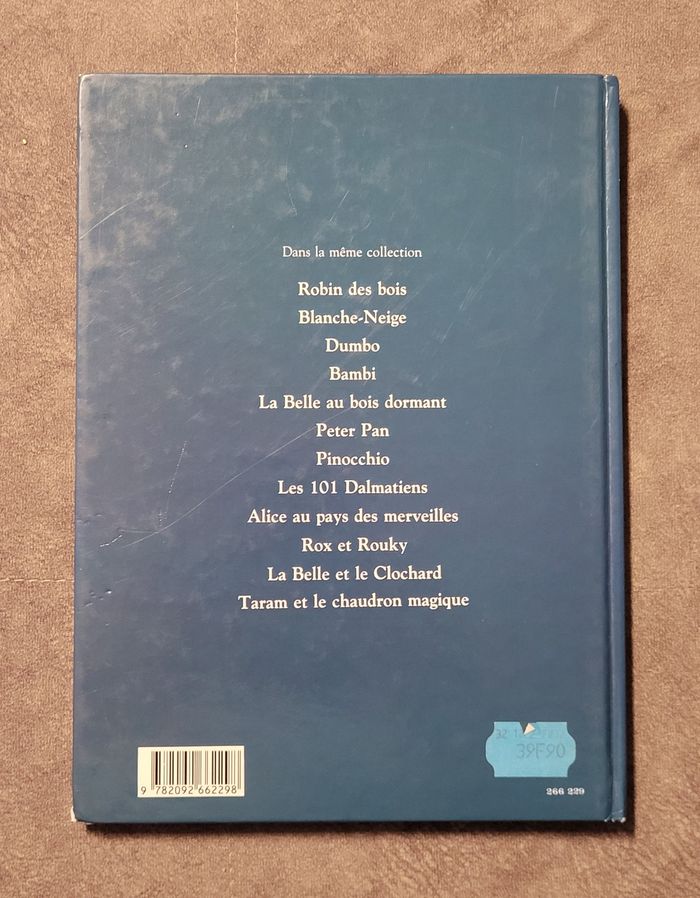 Dans la même collection
Robin des bois
Blanche-Neige
Dumbo
Bambi
La Belle au bois dormant
Peter Pan
Pinocchio
Les 101 Dalmatiens
Alice au pays des merveilles
Rox et Rouky
La Belle et le Clochard
Taram et le chaudron magique
39F90
9 782092 662298
266 229